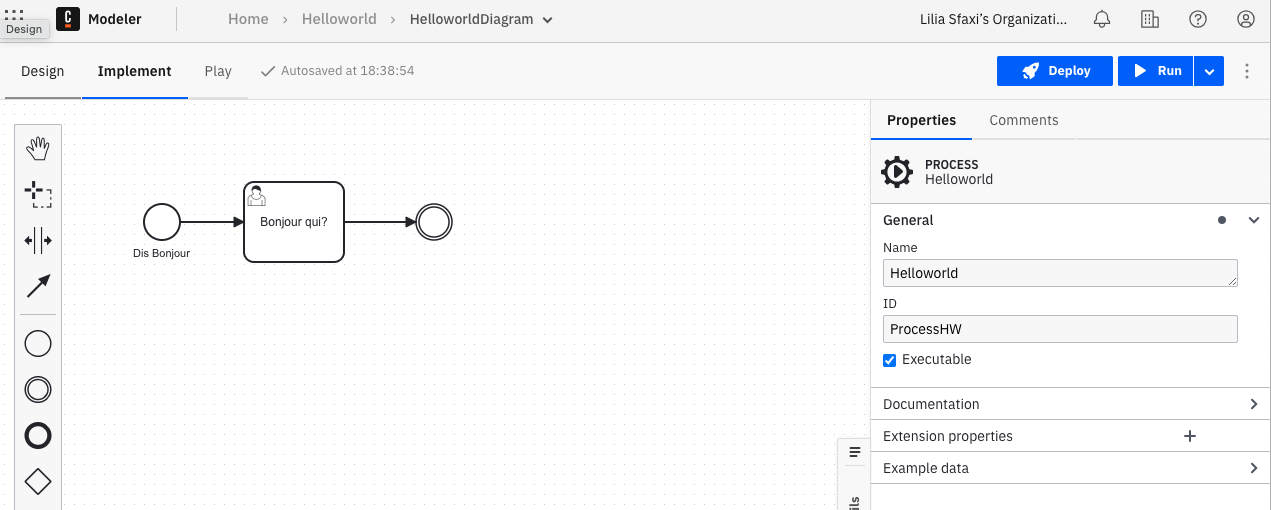 Modeler
Home
Helloworld
HelloworldDiagram
Lilia Sfaxi's Organizati...
Design
Design
Implement
Play
Autosaved at 18:38:54
Deploy
Run
Properties
Comments
PROCESS
Helloworld
General
Name
Helloworld
ID
ProcessHW
Executable
Documentation
Extension properties
Example data
Bonjour qui?
Dis Bonjour